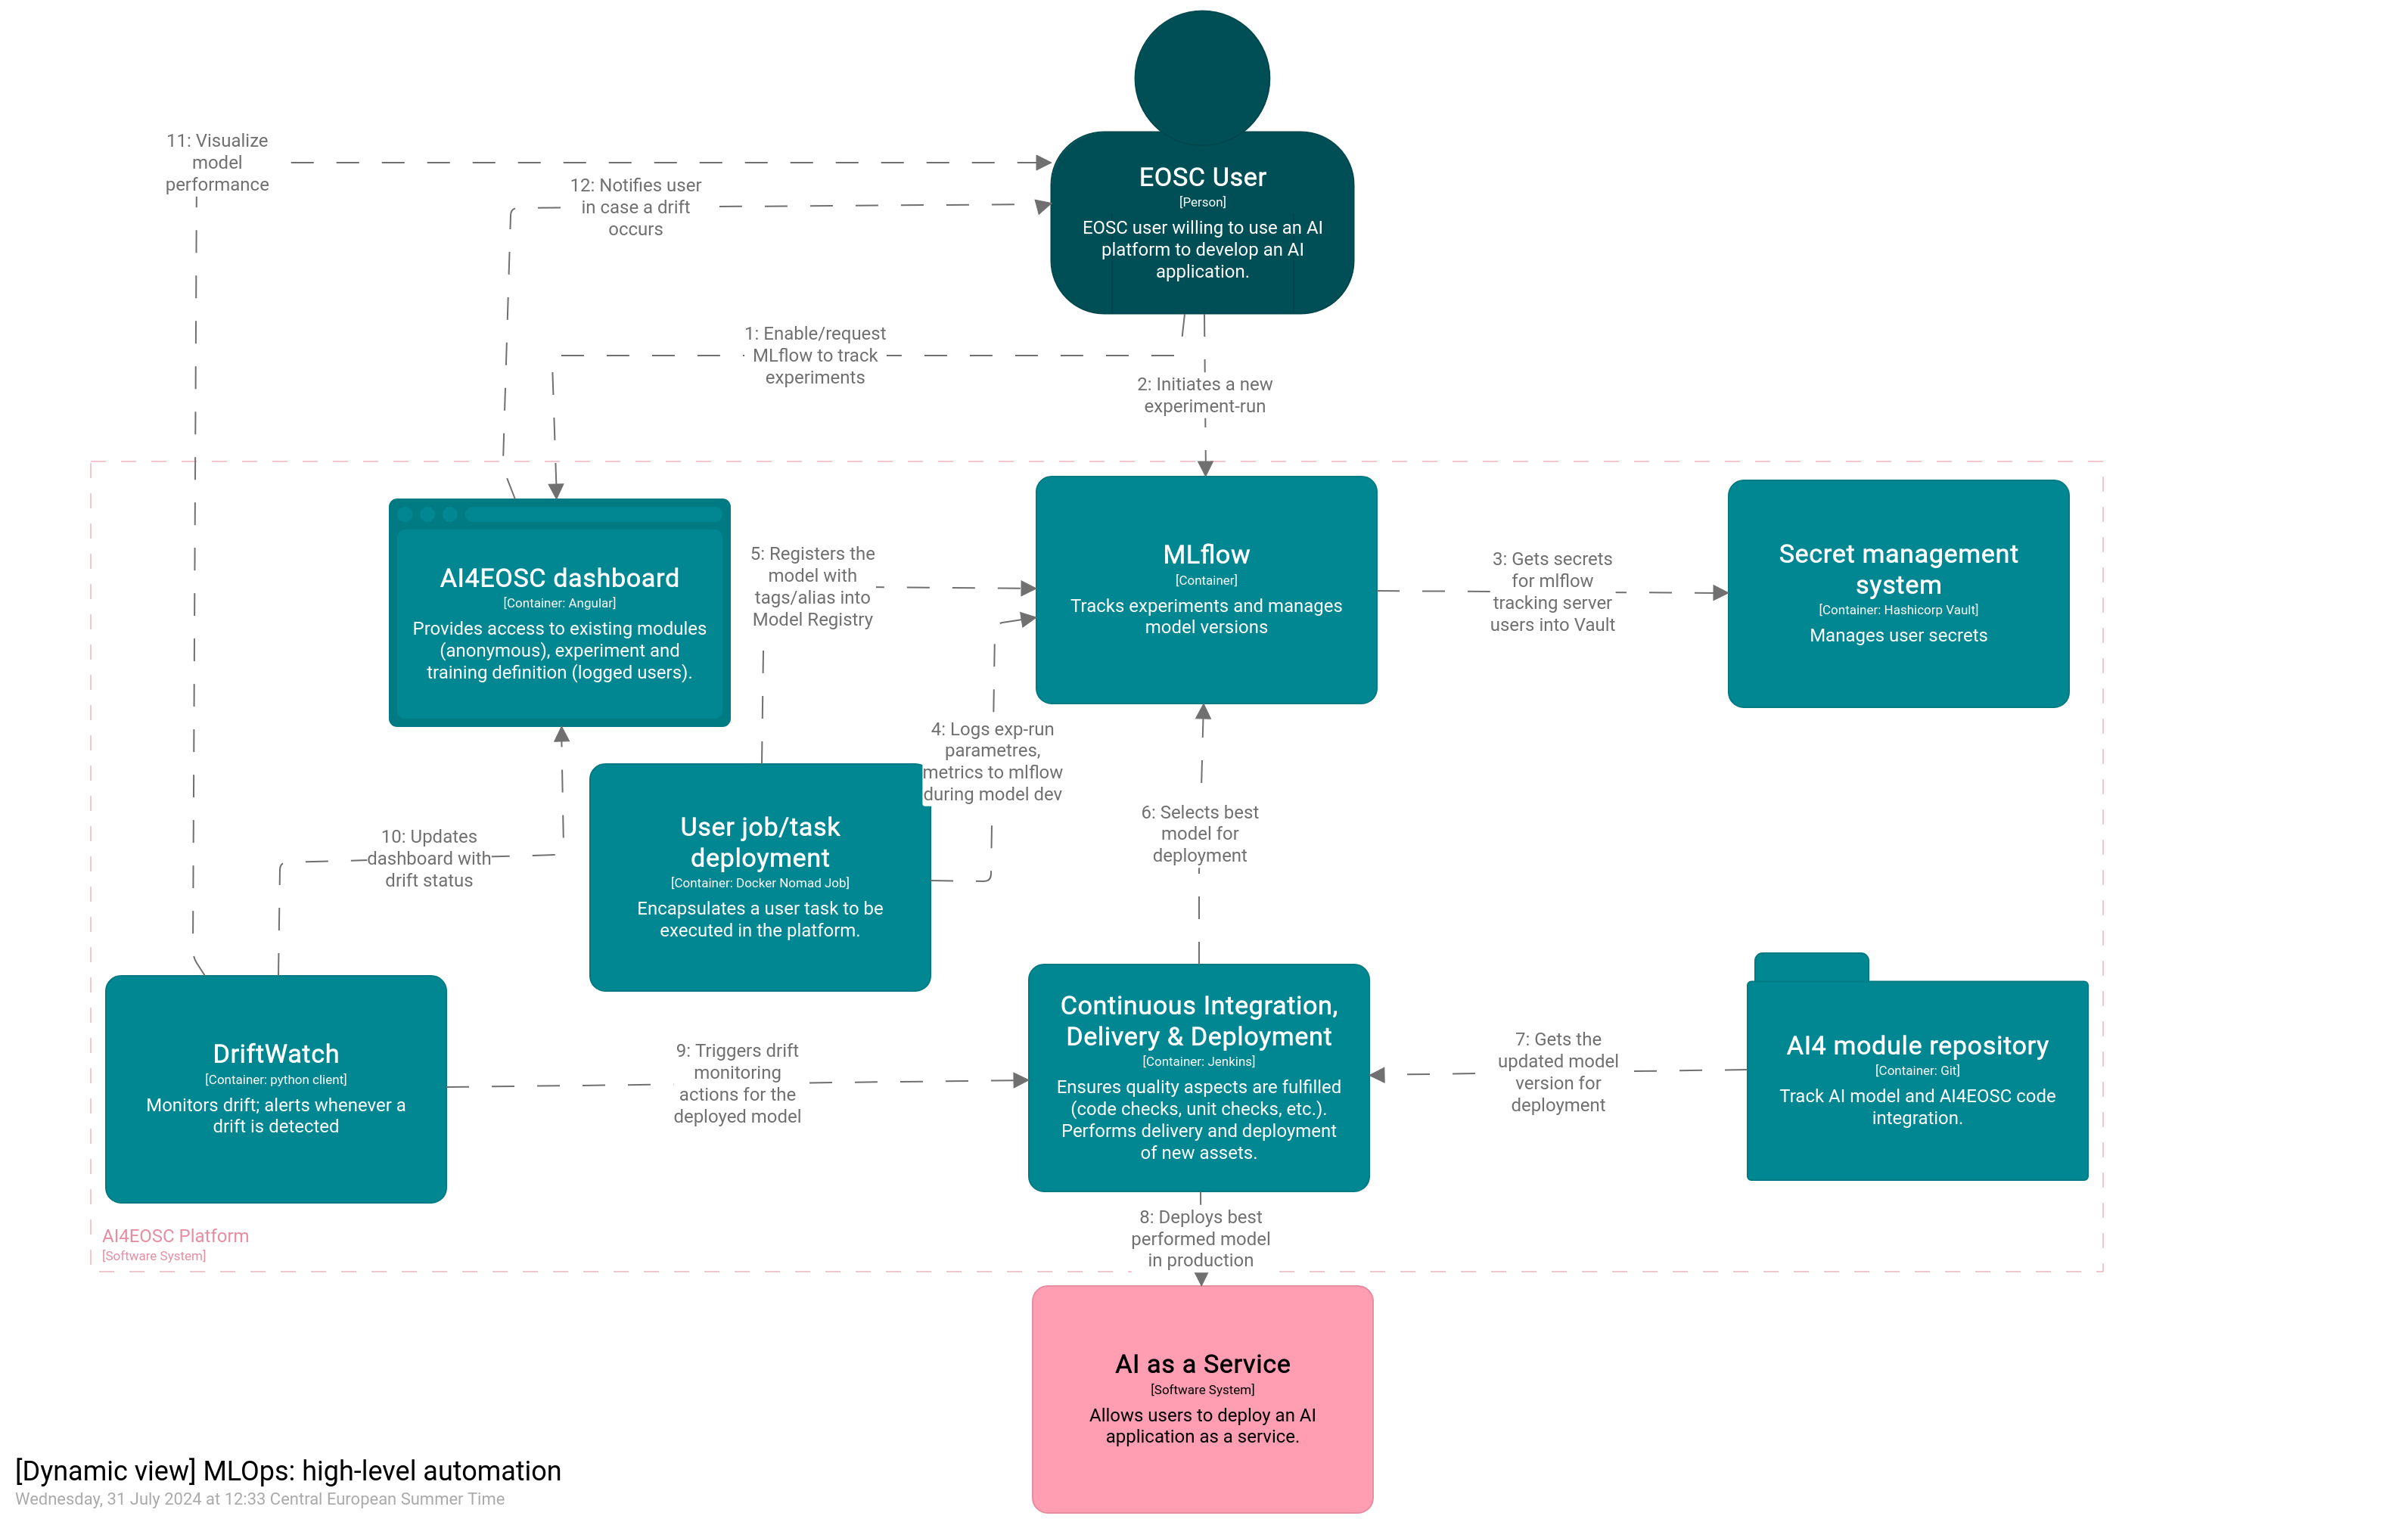 EOSC User
[Person]
EOSC user willing to use an AI
platform to develop an AI
application.
11: Visualize
model
performance
12: Notifies user
in case a drift
occurs
1: Enable/request
MLflow to track
experiments
2: Initiates a new
experiment-run
AI4EOSC dashboard
[Container: Angular]
Provides access to existing modules
(anonymous), experiment and
training definition (logged users).
5: Registers the
model with
tags/alias into
Model Registry
MLflow
[Container]
Tracks experiments and manages
model versions
3: Gets secrets
for mlflow
tracking server
users into Vault
Secret management
system
[Container: Hashicorp Vault]
Manages user secrets
4: Logs exp-run
parametres,
metrics to mlflow
during model dev
10: Updates
dashboard with
drift status
User job/task
deployment
[Container: Docker Nomad Job]
Encapsulates a user task to be
executed in the platform.
6: Selects best
model for
deployment
DriftWatch
[Container: python client]
Monitors drift; alerts whenever a
drift is detected
9: Triggers drift
monitoring
actions for the
deployed model
Continuous Integration,
Delivery & Deployment
[Container: Jenkins]
Ensures quality aspects are fulfilled
(code checks, unit checks, etc.).
Performs delivery and deployment
of new assets.
7: Gets the
updated model
version for
deployment
AI4 module repository
[Container: Git]
Track AI model and AI4EOSC code
integration.
AI4EOSC Platform
[Software System]
8: Deploys best
performed model
in production
AI as a Service
[Software System]
Allows users to deploy an AI
application as a service.
[Dynamic view] MLOps: high-level automation
Wednesday, 31 July 2024 at 12:33 Central European Summer Time